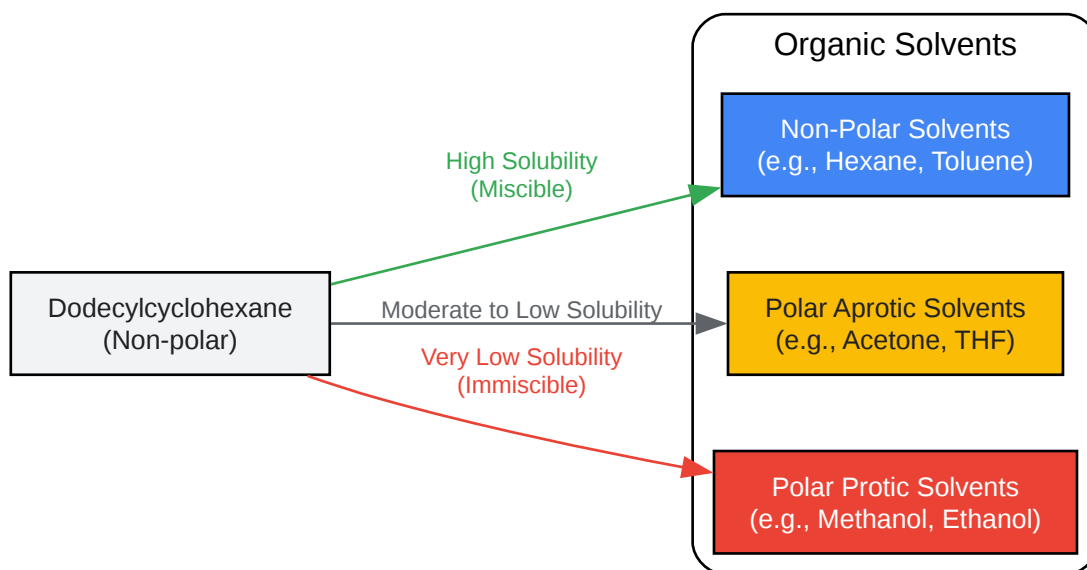 Organic Solvents
Non-Polar Solvents
(e.g., Hexane, Toluene)
High Solubility
(Miscible)
Dodecylcyclohexane
(Non-polar)
Moderate to Low Solubility
Polar Aprotic Solvents
(e.g., Acetone, THF)
Very Low Solubility
(Immiscible)
Polar Protic Solvents
(e.g., Methanol, Ethanol)